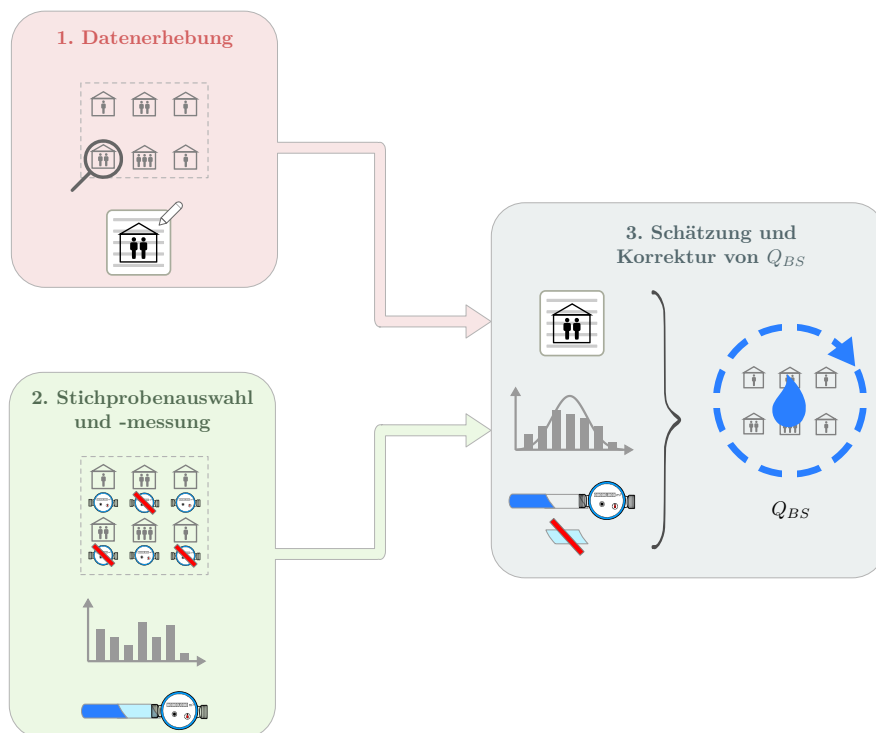 1. Datenerhebung
2. Stichprobenauswahl
und -messung
3. Schätzung und
Korrektur von Q_BS
Q_BS